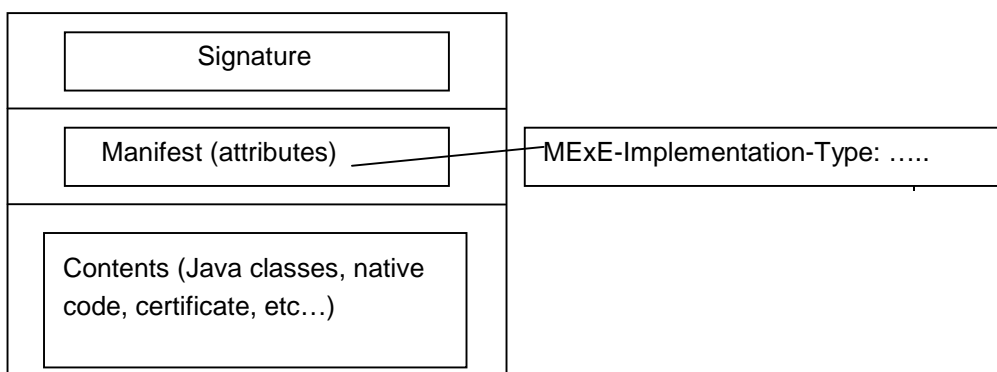 Signature
Manifest (attributes)
MExE-Implementation-Type: …..
Contents (Java classes, native
code, certificate, etc…)